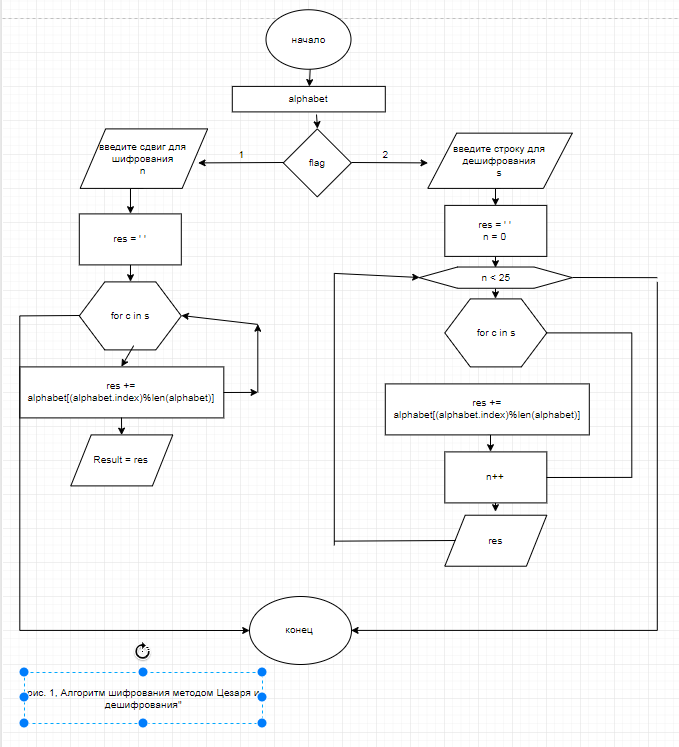 начало
alphabet
flag
1
2
введите сдвиг для
шифрования
n
res = ' '
for c in s
res +=
alphabet[(alphabet.index)%len(alphabet)]
Result = res
введите строку для
дешифрования
s
res = ' '
n = 0
n < 25
for c in s
res +=
alphabet[(alphabet.index)%len(alphabet)]
n++
res
конец
рис. 1, Алгоритм шифрования методом Цезаря и
дешифрования"